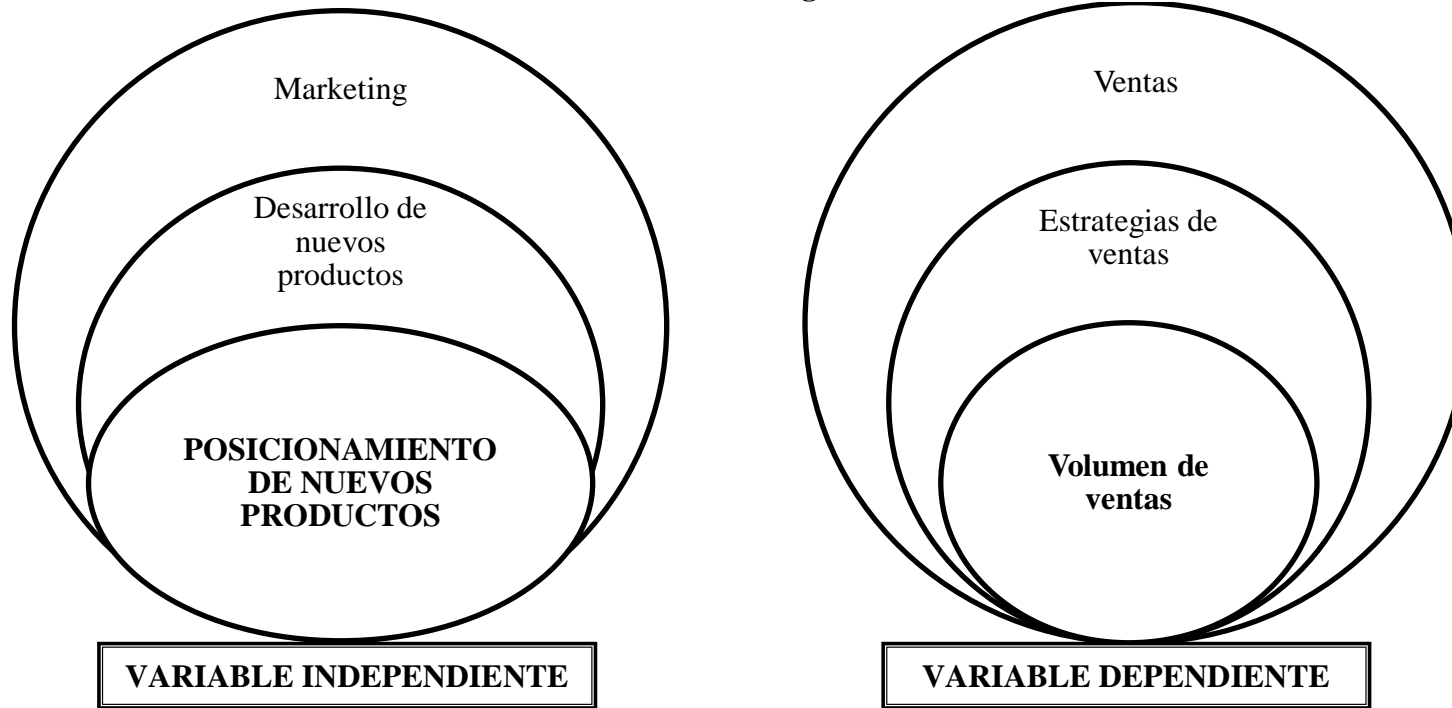 Marketing
Desarrollo de
nuevos
productos
POSICIONAMIENTO
DE NUEVOS
PRODUCTOS
VARIABLE INDEPENDIENTE
Ventas
Estrategias de
ventas
Volumen de
ventas
VARIABLE DEPENDIENTE